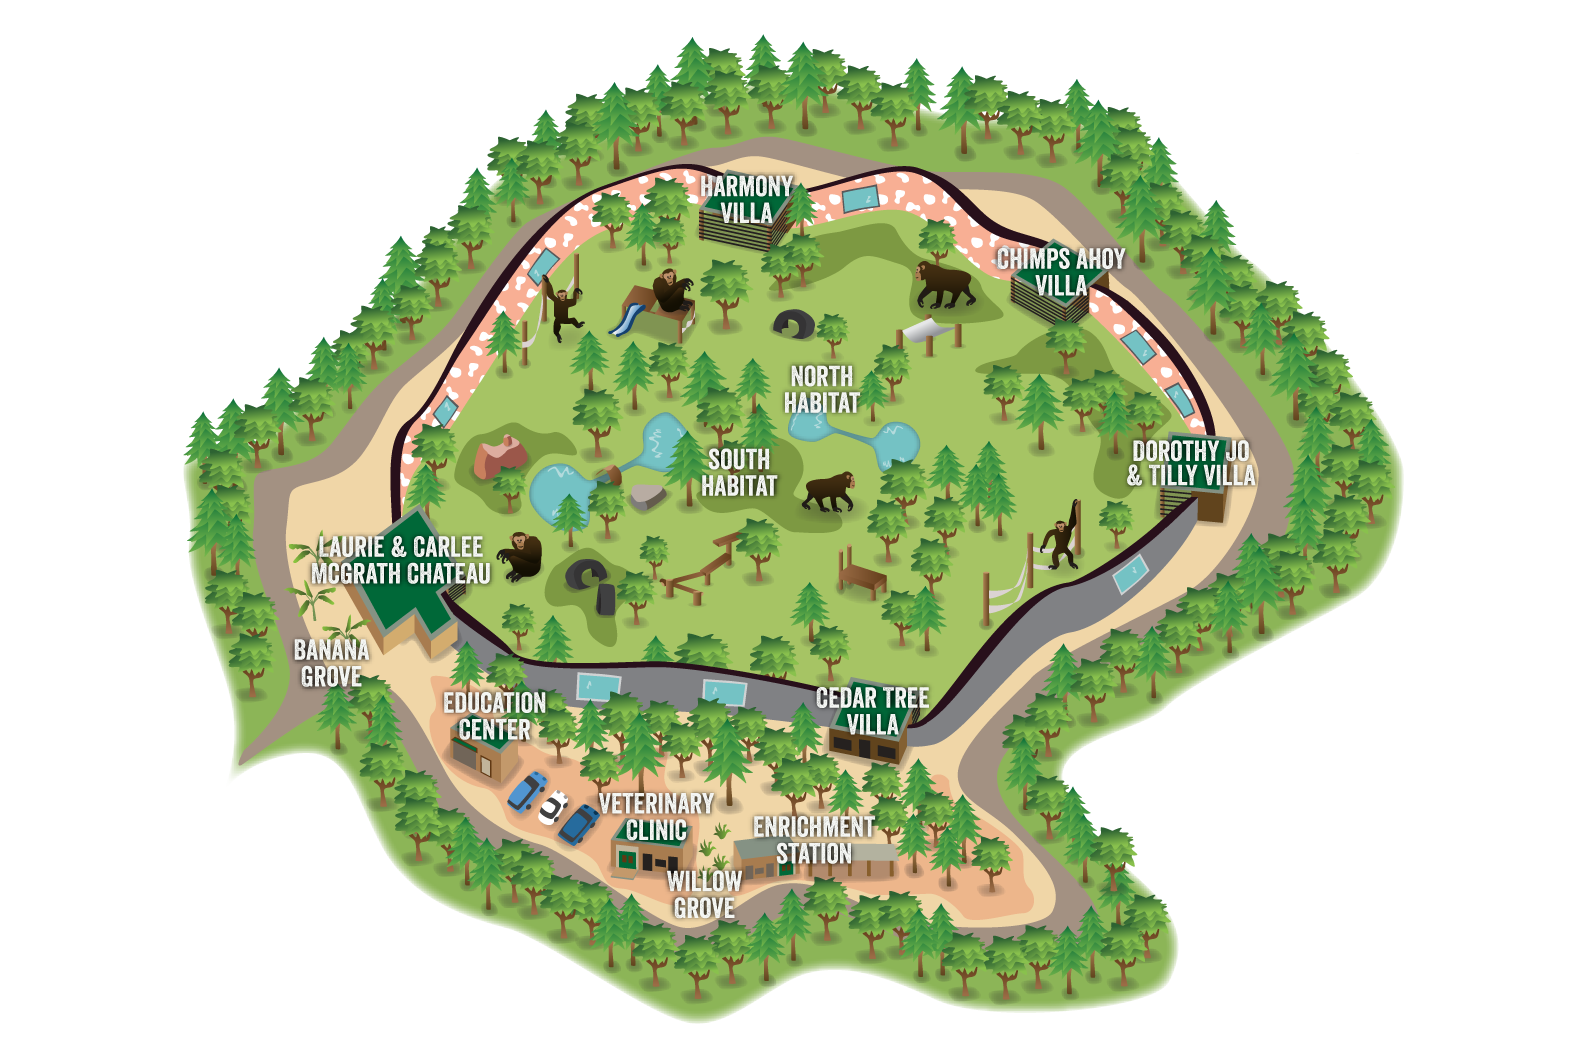 HARMONY
VILLA
CHIMPS AHOY
VILLA
NORTH
HABITAT
SOUTH
HABITAT
DOROTHY JO
& TILLY VILLA
LAURIE & CARLEE
MCGRATH CHATEAU
BANANA
GROVE
EDUCATION
CENTER
CEDAR TREE
VILLA
VETERINARY
CLINIC
ENRICHMENT
STATION
WILLOW
GROVE